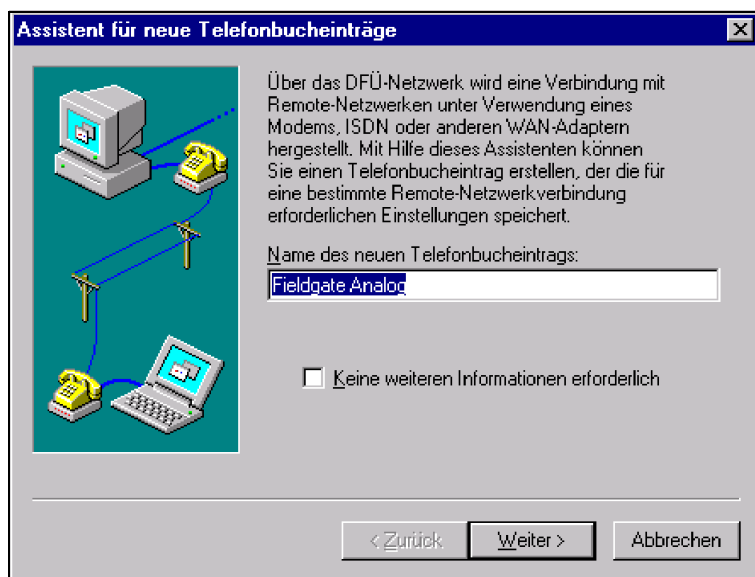 Assistent für neue Telefonbucheinträge
Über das DFÜ-Netzwerk wird eine Verbindung mit
Remote-Netzwerken unter Verwendung eines
Modems, ISDN oder anderen WAN-Adaptern
hergestellt. Mit Hilfe dieses Assistenten können
Sie einen Telefonbucheintrag erstellen, der die für
eine bestimmte Remote-Netzwerkverbindung
erforderlichen Einstellungen speichert.
Name des neuen Telefonbucheintrags:
Fieldgate Analog
Keine weiteren Informationen erforderlich
< Zurück
Weiter >
Abbrechen